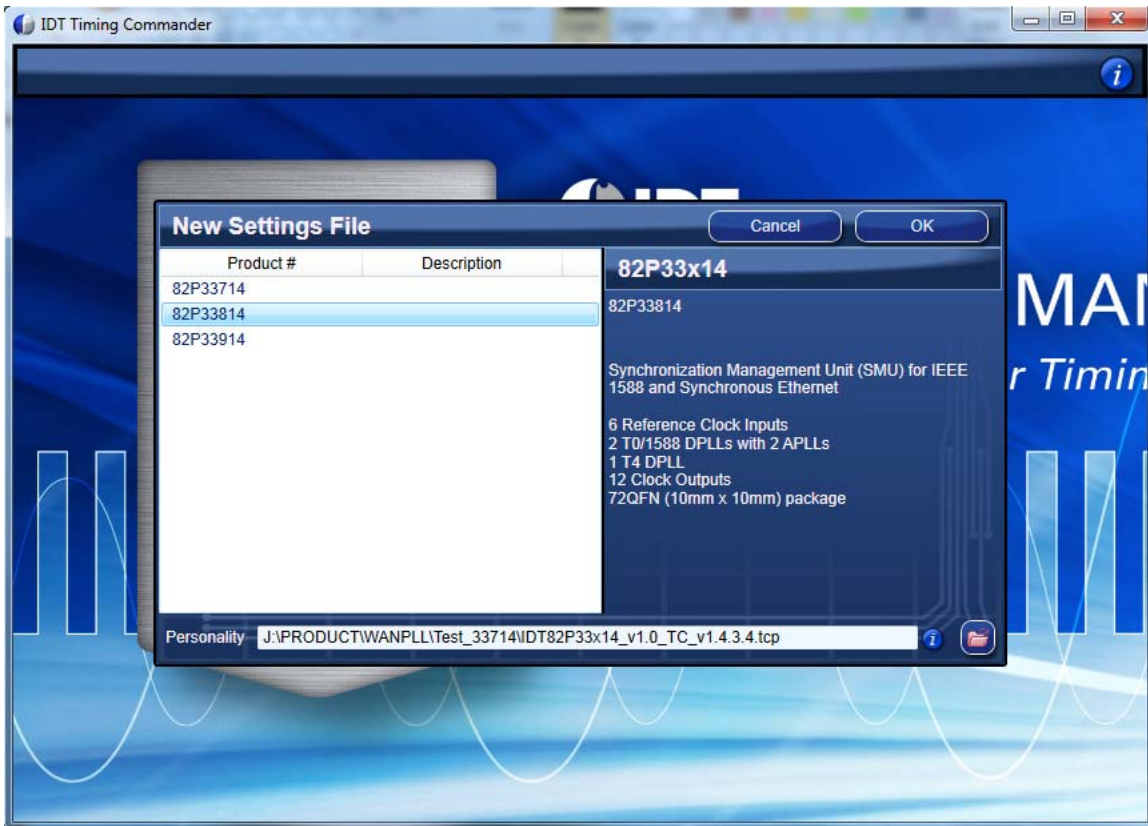 IDT Timing Commander
New Settings File
Cancel
OK
Product #
Description
82P33714
82P33814
82P33914
82P33x14
82P33814
Synchronization Management Unit (SMU) for IEEE
1588 and Synchronous Ethernet
6 Reference Clock Inputs
2 T0/1588 DPLLs with 2 APLLs
1 T4 DPLL
12 Clock Outputs
72QFN (10mm x 10mm) package
Personality
J:\PRODUCT\WANPLL\Test_33714\IDT82P33x14_v1.0_TC_v1.4.3.4.tcp
IDT
MAN
r Timin